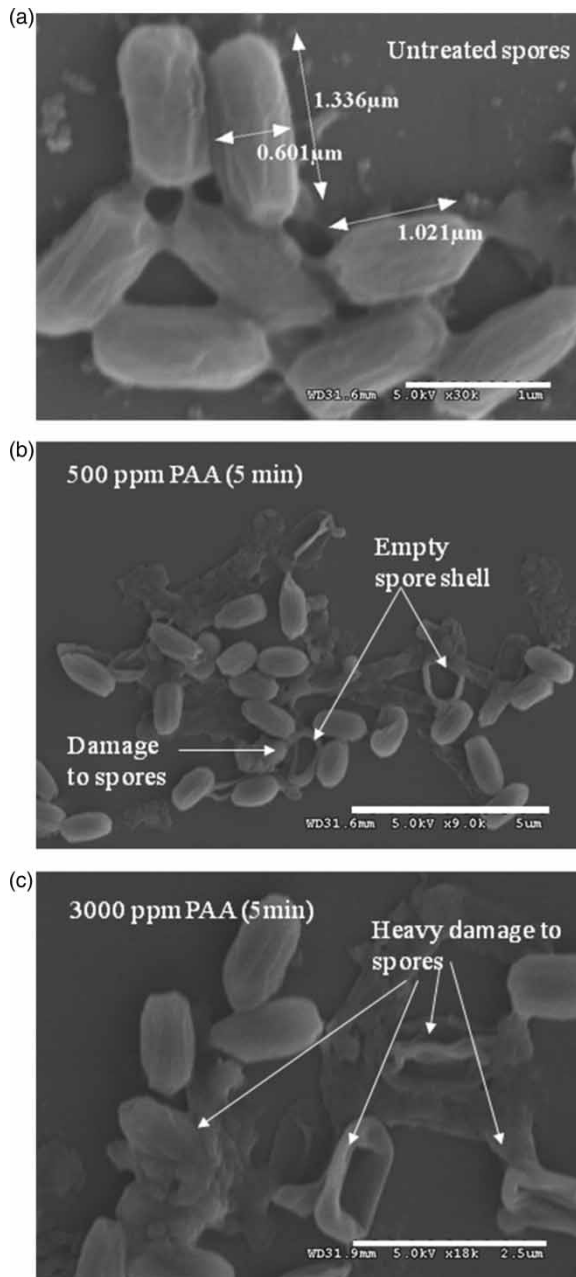 (a)
Untreated spores
1.336µm
0.601µm
1.021µm
WD31.6mm 5.0kV x30k 1um
(b)
500 ppm PAA (5 min)
Empty
spore shell
Damage
to spores
WD31.6mm 5.0kV x9.0k 5um
(c)
3000 ppm PAA (5min)
Heavy damage to
spores
WD31.9mm 5.0kV x18k 2.5um